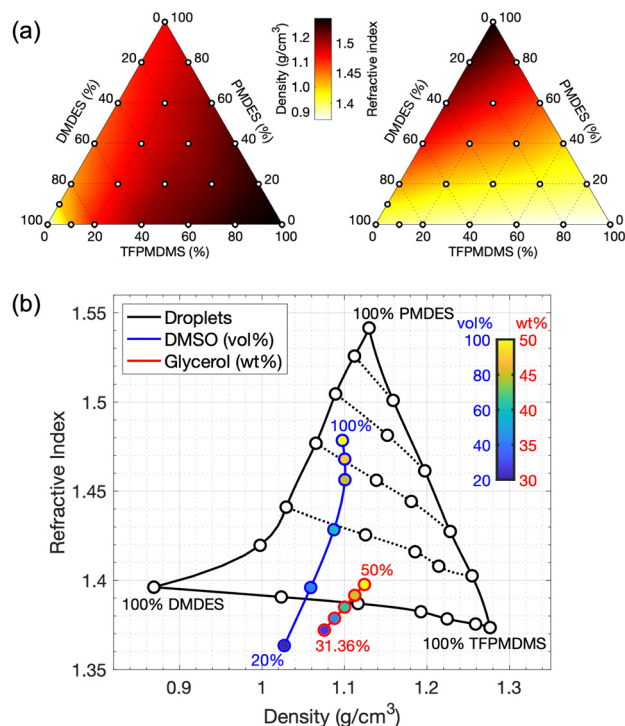 (a)
0 100
20 80
40 60
60 40
80 20
100 0
0 20 40 60 80 100
DMDES (%)
PMDES (%)
TFPMDMS (%)
1.2
1.1
1
0.9
Density (g/cm³)
1.5
1.45
1.4
Refractive index
0 100
20 80
40 60
60 40
80 20
100 0
0 20 40 60 80 100
DMDES (%)
PMDES (%)
TFPMDMS (%)
(b)
Droplets
DMSO (vol%)
Glycerol (wt%)
100% PMDES
100%
50%
100% DMDES
20%
31.36%
100% TFPMDMS
vol% wt%
100 50
80 45
60 40
40 35
20 30
1.55
1.5
1.45
1.4
1.35
Refractive Index
0.9 1 1.1 1.2 1.3
Density (g/cm³)